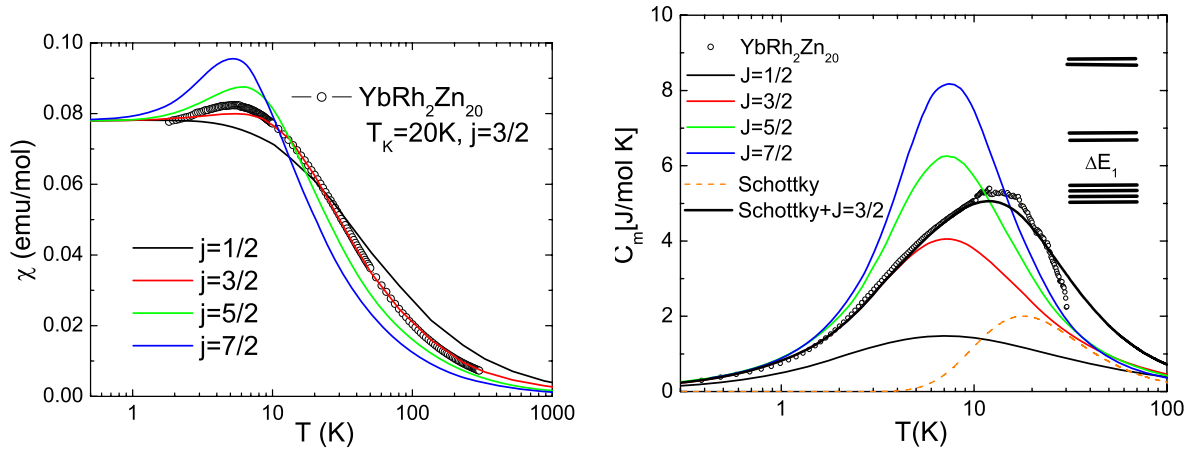 0.10
0.08
0.06
0.04
0.02
0.00
χ (emu/mol)
YbRh₂Zn₂₀
T_K=20K, j=3/2
j=1/2
j=3/2
j=5/2
j=7/2
1 10 100 1000
T (K)
10
8
6
4
2
0
C_m[J/mol K]
YbRh₂Zn₂₀
J=1/2
J=3/2
J=5/2
J=7/2
Schottky
Schottky+J=3/2
ΔE₁
1 10 100
T(K)